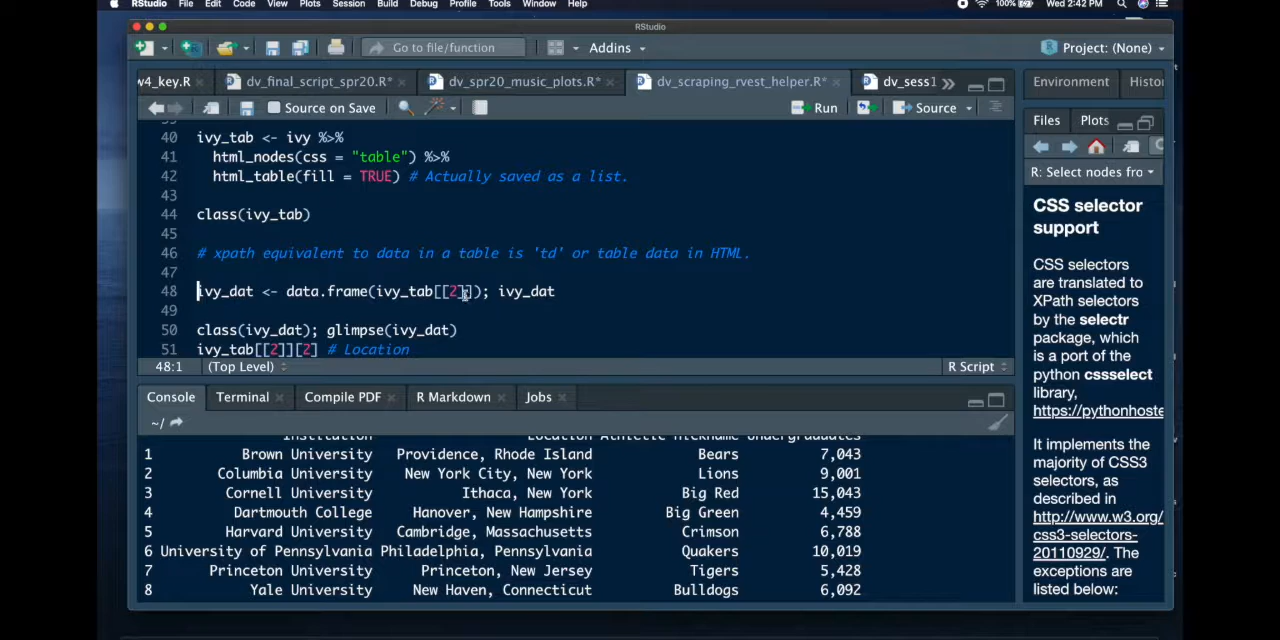 RStudio File Edit Code View Plots Session Build Debug Profile Tools Window Help 100% Wed 2:42 PM
RStudio
Go to file/function Addins Project: (None)
w4_key.R dv_final_script_spr20.R* dv_spr20_music_plots.R* dv_scraping_rvest_helper.R* dv_sess1
Source on Save Run Source
40 ivy_tab <- ivy %>%
41 html_nodes(css = "table") %>%
42 html_table(fill = TRUE) # Actually saved as a list.
43
44 class(ivy_tab)
45
46 # xpath equivalent to data in a table is 'td' or table data in HTML.
47
48 ivy_dat <- data.frame(ivy_tab[[2]]); ivy_dat
49
50 class(ivy_dat); glimpse(ivy_dat)
51 ivy_tab[[2]][2] # Location
48:1 (Top Level) R Script
Console Terminal Compile PDF R Markdown Jobs
~/
Institution Location Athletic nickname Undergraduates
1 Brown University Providence, Rhode Island Bears 7,043
2 Columbia University New York City, New York Lions 9,001
3 Cornell University Ithaca, New York Big Red 15,043
4 Dartmouth College Hanover, New Hampshire Big Green 4,459
5 Harvard University Cambridge, Massachusetts Crimson 6,788
6 University of Pennsylvania Philadelphia, Pennsylvania Quakers 10,019
7 Princeton University Princeton, New Jersey Tigers 5,428
8 Yale University New Haven, Connecticut Bulldogs 6,092
Environment Histor
Files Plots
R: Select nodes fro
CSS selector
support
CSS selectors
are translated to
XPath selectors
by the selectr
package, which
is a port of the
python cssselect
library,
https://pythonhoste
It implements the
majority of CSS3
selectors, as
described in
http://www.w3.org/
css3-selectors-
20110929/. The
exceptions are
listed below: